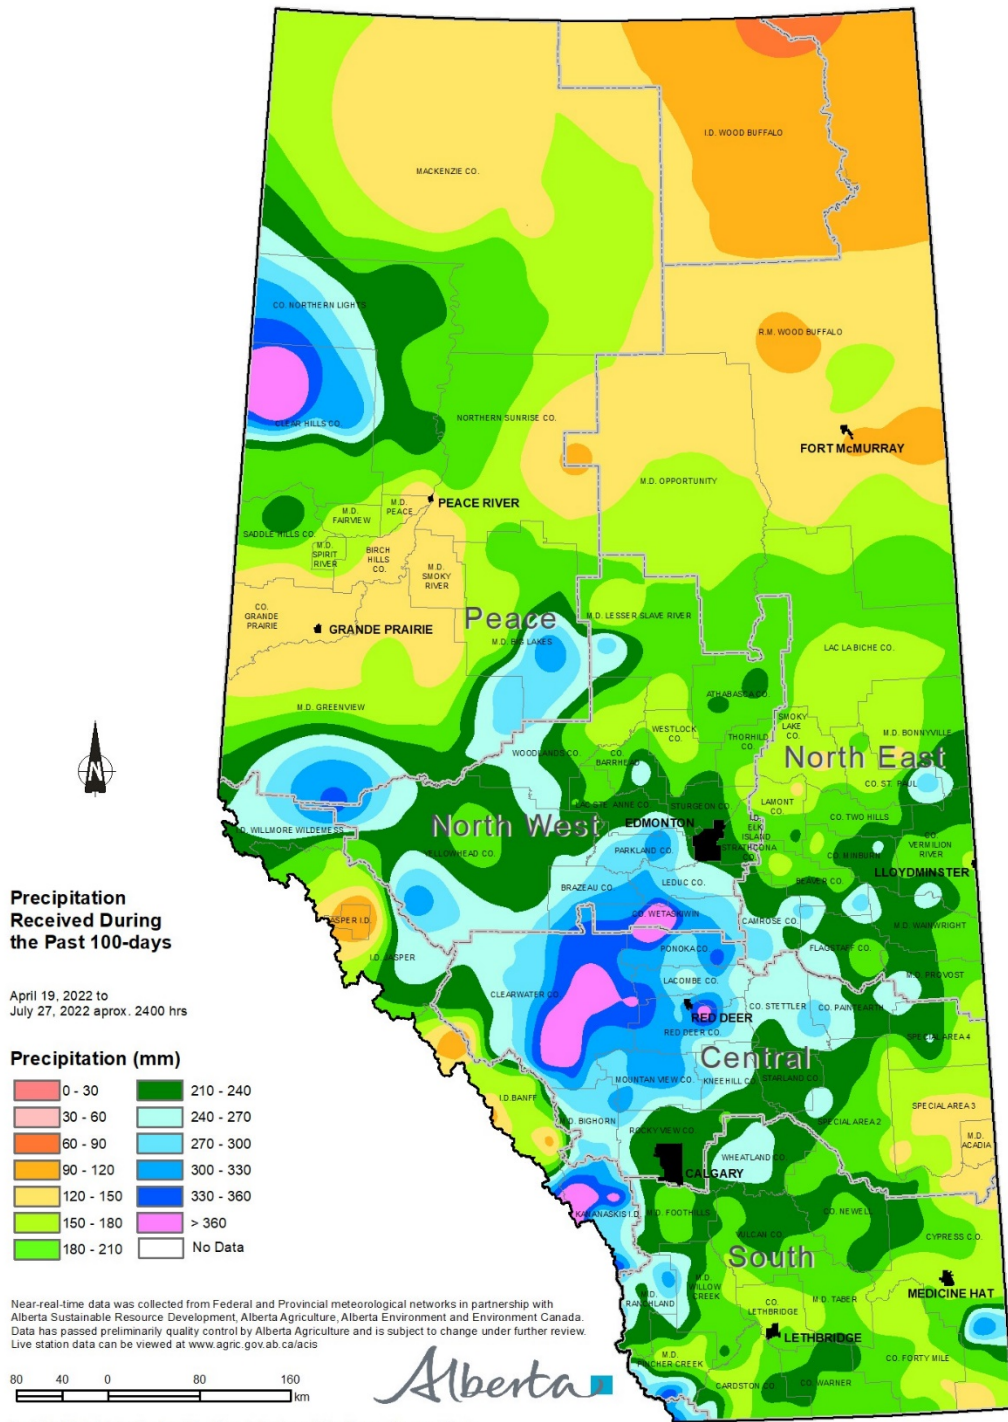 I.D. WOOD BUFFALO
MACKENZIE CO.
CO. NORTHERN LIGHTS
R.M. WOOD BUFFALO
CLEAR HILLS CO.
NORTHERN SUNRISE CO.
FORT McMURRAY
M.D. OPPORTUNITY
M.D.
PEACE
PEACE RIVER
M.D.
FAIRVIEW
SADDLE HILLS CO.
M.D.
SPIRIT
RIVER
BIRCH
HILLS
CO.
M.D.
SMOKY
RIVER
CO.
GRANDE
PRAIRIE
GRANDE PRAIRIE
Peace
M.D. BIG LAKES
M.D. LESSER SLAVE RIVER
LAC LA BICHE CO.
M.D. GREENVIEW
ATHABASCA CO.
WESTLOCK
CO.
THORHILD
CO.
SMOKY
LAKE
CO.
M.D. BONNYVILLE
North East
N
WOODLANDS CO.
CO.
BARRHEAD
CO. ST. PAUL
LAC STE. ANNE CO.
STURGEON CO.
LAMONT
CO.
CO. TWO HILLS
North West
EDMONTON
I.D.
ELK
ISLAND
I.D. WILLMORE WILDERNESS
YELLOWHEAD CO.
PARKLAND CO.
STRATHCONA
CO.
CO. MINBURN
CO.
VERMILION
RIVER
LLOYDMINSTER
BRAZEAU CO.
LEDUC CO.
BEAVER CO.
Precipitation
Received During
the Past 100-days
JASPER I.D.
CO. WETASKIWIN
CAMROSE CO.
M.D. WAINWRIGHT
I.D. JASPER
PONOKA CO.
FLAGSTAFF CO.
April 19, 2022 to
July 27, 2022 aprox. 2400 hrs
CLEARWATER CO.
LACOMBE CO.
M.D. PROVOST
CO. STETTLER
CO. PAINTEARTH
RED DEER
RED DEER CO.
SPECIAL AREA 4
Central
Precipitation (mm)
0 - 30
30 - 60
60 - 90
90 - 120
120 - 150
150 - 180
180 - 210
210 - 240
240 - 270
270 - 300
300 - 330
330 - 360
> 360
No Data
MOUNTAIN VIEW CO.
KNEEHILL CO.
STARLAND CO.
I.D. BANFF
M.D. BIGHORN
ROCKY VIEW CO.
SPECIAL AREA 2
SPECIAL AREA 3
M.D.
ACADIA
WHEATLAND CO.
CALGARY
KANANASKIS I.D.
M.D. FOOTHILLS
CO. NEWELL
VULCAN CO.
CYPRESS CO.
South
M.D.
RANCHLAND
M.D.
WILLOW
CREEK
CO.
LETHBRIDGE
M.D. TABER
MEDICINE HAT
LETHBRIDGE
M.D.
PINCHER CREEK
CO. FORTY MILE
CARDSTON CO.
CO. WARNER
Near-real-time data was collected from Federal and Provincial meteorological networks in partnership with
Alberta Sustainable Resource Development, Alberta Agriculture, Alberta Environment and Environment Canada.
Data has passed preliminarily quality control by Alberta Agriculture and is subject to change under further review.
Live station data can be viewed at www.agric.gov.ab.ca/acis
80 40 0 80 160
km
Alberta